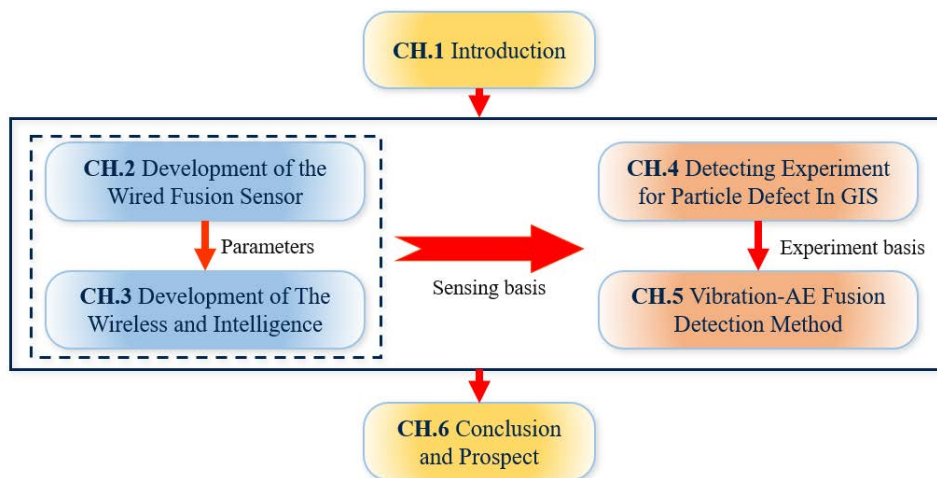 CH.1 Introduction
CH.2 Development of the
Wired Fusion Sensor
Parameters
CH.3 Development of The
Wireless and Intelligence
Sensing basis
CH.4 Detecting Experiment
for Particle Defect In GIS
Experiment basis
CH.5 Vibration-AE Fusion
Detection Method
CH.6 Conclusion
and Prospect